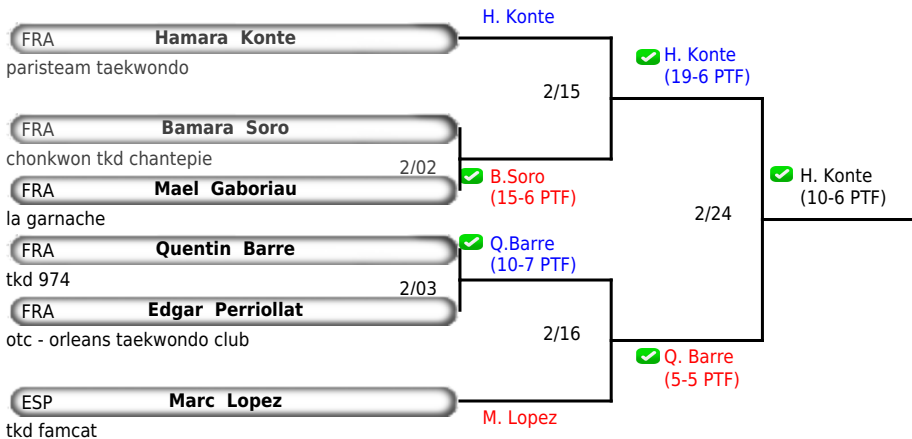 H. Konte
FRA Hamara Konte
paristeam taekwondo
H. Konte
(19-6 PTF)
2/15
FRA Bamara Soro
chonkwon tkd chantepie
2/02
B.Soro
(15-6 PTF)
FRA Mael Gaboriau
la garnache
H. Konte
(10-6 PTF)
2/24
FRA Quentin Barre
tkd 974
Q.Barre
(10-7 PTF)
2/03
FRA Edgar Perriollat
otc - orleans taekwondo club
2/16
Q. Barre
(5-5 PTF)
ESP Marc Lopez
tkd famcat
M. Lopez